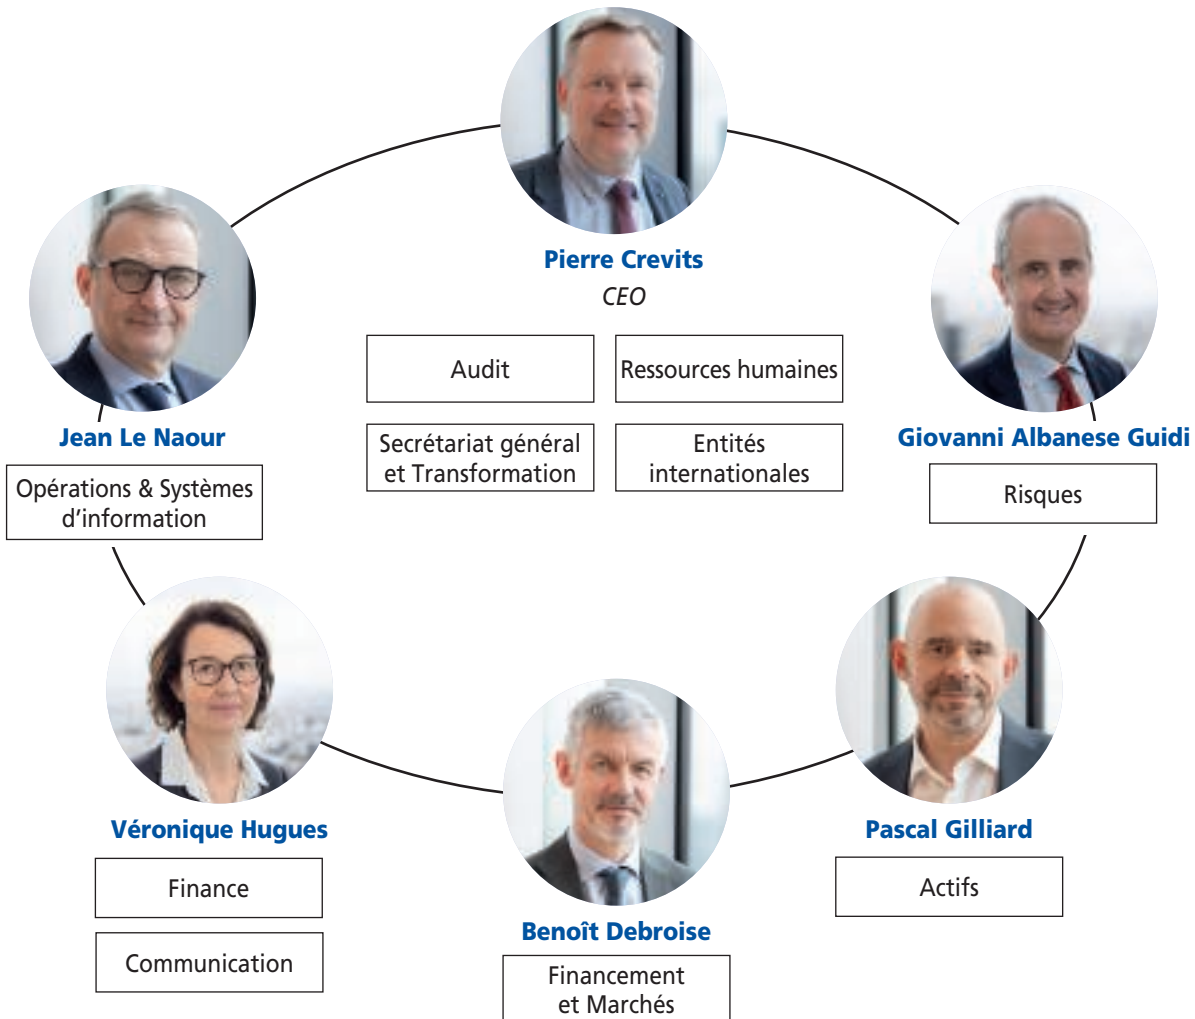 Pierre Crevits
CEO
Audit
Ressources humaines
Secrétariat général
et Transformation
Entités
internationales
Jean Le Naour
Opérations & Systèmes
d'information
Giovanni Albanese Guidi
Risques
Véronique Hugues
Finance
Communication
Benoît Debroise
Financement
et Marchés
Pascal Gilliard
Actifs